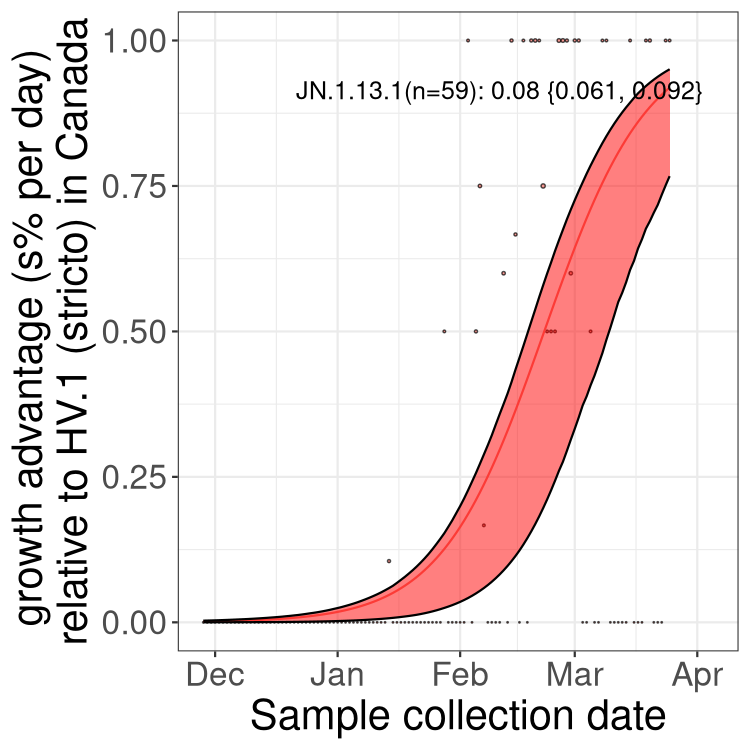 growth advantage (s% per day)
relative to HV.1 (stricto) in Canada
1.00
0.75
0.50
0.25
0.00
JN.1.13.1(n=59): 0.08 {0.061, 0.092}
Dec Jan Feb Mar Apr
Sample collection date